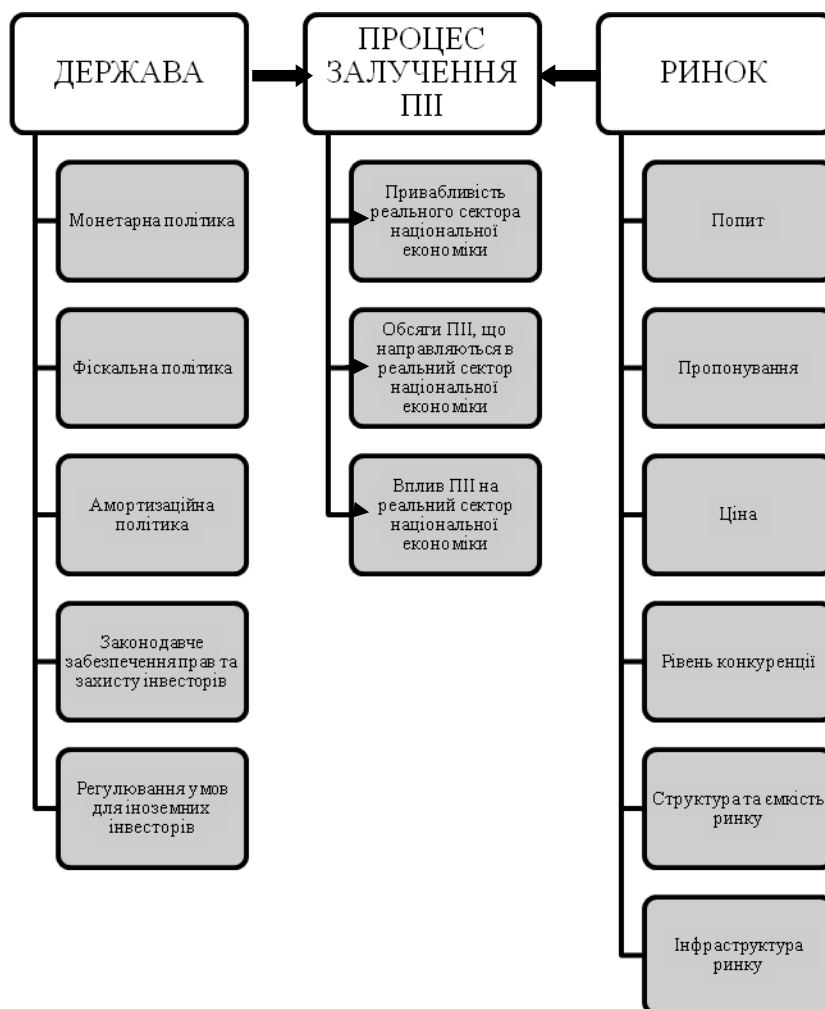 ДЕРЖАВА
Монетарна політика
Фіскальна політика
Амортизаційна
політика
Законодавче
забезпечення прав та
захисту інвесторів
Регулювання умов
для іноземних
інвесторів
ПРОЦЕС
ЗАЛУЧЕННЯ
ПІІ
Привабливість
реального сектора
національної
економіки
Обсяги ПІІ, що
направляються в
реальний сектор
національної
економіки
Вплив ПІІ на
реальний сектор
національної
економіки
РИНОК
Попит
Пропонування
Ціна
Рівень конкуренції
Структура та ємкість
ринку
Інфраструктура
ринку